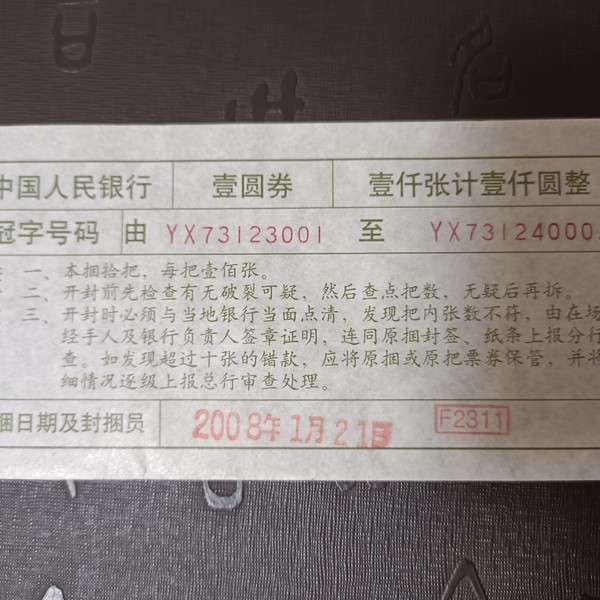 中国人民银行 壹圆券 壹仟张计壹仟圆整
冠字号码 由 YX73123001 至 YX73124000
一、本捆拾把，每把壹佰张。
二、开封前先检查有无破裂可疑，然后查点把数，无疑后再拆。
三、开封时必须与当地银行当面点清，发现把内张数不符，由在场
经手人及银行负责人签章证明，连同原捆封签、纸条上报分行
查。如发现超过十张的错款，应将原捆或原把票券保管，并将
细情况逐级上报总行审查处理。
捆日期及封捆员 2008年1月21日 F2311